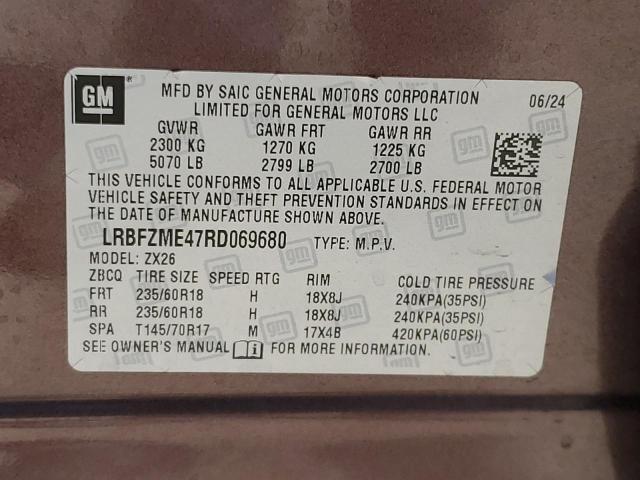 GM
MFD BY SAIC GENERAL MOTORS CORPORATION 06/24
LIMITED FOR GENERAL MOTORS LLC
GVWR GAWR FRT GAWR RR
2300 KG 1270 KG 1225 KG
5070 LB 2799 LB 2700 LB
THIS VEHICLE CONFORMS TO ALL APPLICABLE U.S. FEDERAL MOTOR
VEHICLE SAFETY AND THEFT PREVENTION STANDARDS IN EFFECT ON
THE DATE OF MANUFACTURE SHOWN ABOVE.
LRBFZME47RD069680 TYPE: M.P.V.
MODEL: ZX26
ZBCQ TIRE SIZE SPEED RTG RIM COLD TIRE PRESSURE
FRT 235/60R18 H 18X8J 240KPA(35PSI)
RR 235/60R18 H 18X8J 240KPA(35PSI)
SPA T145/70R17 M 17X4B 420KPA(60PSI)
SEE OWNER'S MANUAL FOR MORE INFORMATION.